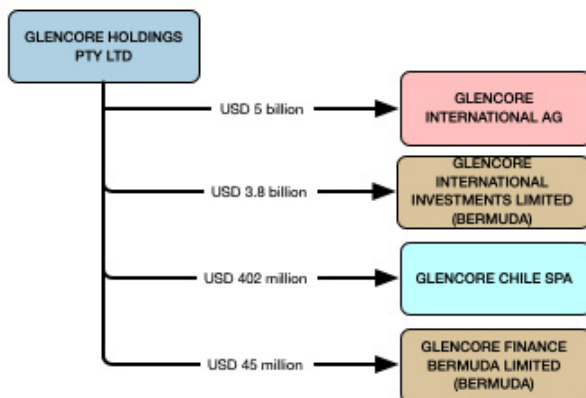 GLENCORE HOLDINGS
PTY LTD
USD 5 billion
GLENCORE
INTERNATIONAL AG
USD 3.8 billion
GLENCORE
INTERNATIONAL
INVESTMENTS LIMITED
(BERMUDA)
USD 402 million
GLENCORE CHILE SPA
USD 45 million
GLENCORE FINANCE
BERMUDA LIMITED
(BERMUDA)